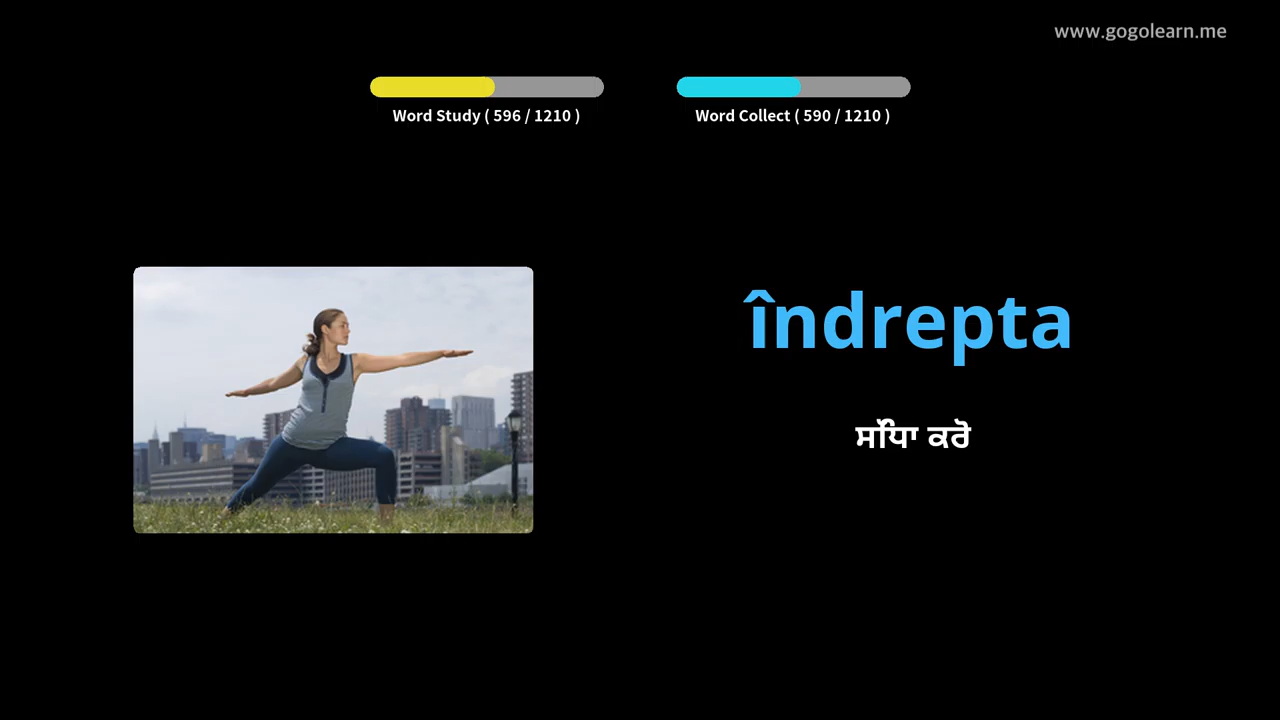 www.gogolearn.me
Word Study ( 596 / 1210 )
Word Collect ( 590 / 1210 )
îndrepta
ਸਿੱਧਾ ਕਰੋ